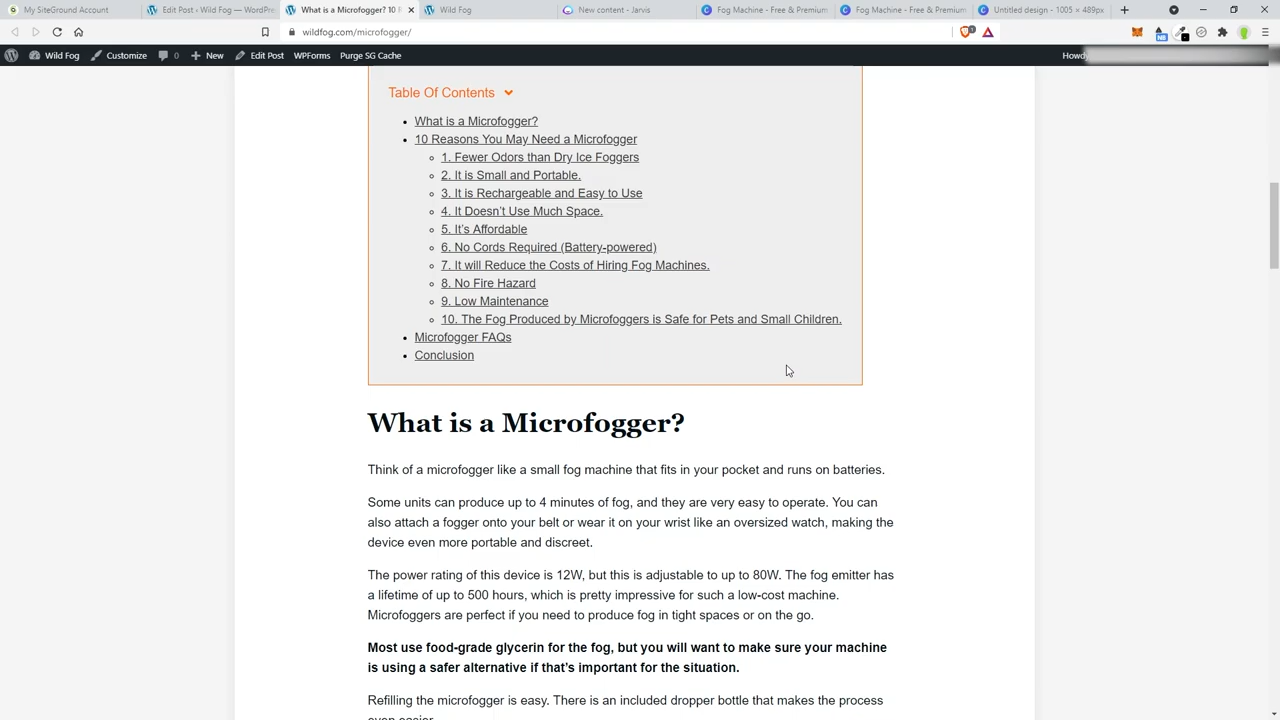 My SiteGround Account
Edit Post ‹ Wild Fog — WordPre
What is a Microfogger? 10 R
Wild Fog
New content - Jarvis
Fog Machine - Free & Premium
Fog Machine - Free & Premium
Untitled design - 1005 × 489px
wildfog.com/microfogger/
Wild Fog
Customize
0
New
Edit Post
WPForms
Purge SG Cache
Howdy
Table Of Contents
What is a Microfogger?
10 Reasons You May Need a Microfogger
1. Fewer Odors than Dry Ice Foggers
2. It is Small and Portable.
3. It is Rechargeable and Easy to Use
4. It Doesn’t Use Much Space.
5. It’s Affordable
6. No Cords Required (Battery-powered)
7. It will Reduce the Costs of Hiring Fog Machines.
8. No Fire Hazard
9. Low Maintenance
10. The Fog Produced by Microfoggers is Safe for Pets and Small Children.
Microfogger FAQs
Conclusion
What is a Microfogger?
Think of a microfogger like a small fog machine that fits in your pocket and runs on batteries.
Some units can produce up to 4 minutes of fog, and they are very easy to operate. You can
also attach a fogger onto your belt or wear it on your wrist like an oversized watch, making the
device even more portable and discreet.
The power rating of this device is 12W, but this is adjustable to up to 80W. The fog emitter has
a lifetime of up to 500 hours, which is pretty impressive for such a low-cost machine.
Microfoggers are perfect if you need to produce fog in tight spaces or on the go.
Most use food-grade glycerin for the fog, but you will want to make sure your machine
is using a safer alternative if that’s important for the situation.
Refilling the microfogger is easy. There is an included dropper bottle that makes the process
even easier.